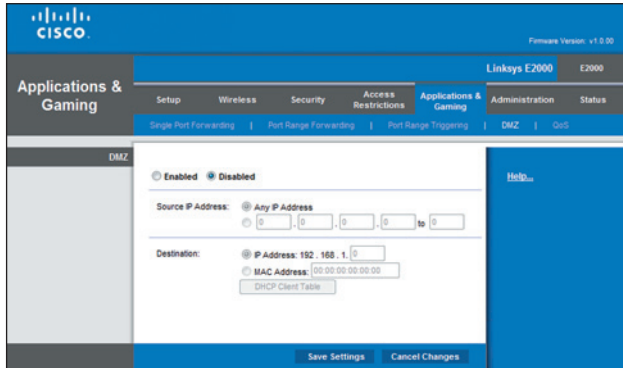 CISCO.
Firmware Version: v1.0.00
Linksys E2000 E2000
Applications & Gaming
Setup Wireless Security Access Restrictions Applications & Gaming Administration Status
Single Port Forwarding | Port Range Forwarding | Port Range Triggering | DMZ | QoS
DMZ
Enabled Disabled
Help...
Source IP Address: Any IP Address
0 . 0 . 0 . 0 to 0
Destination: IP Address: 192 . 168 . 1. 0
MAC Address: 00:00:00:00:00:00
DHCP Client Table
Save Settings Cancel Changes